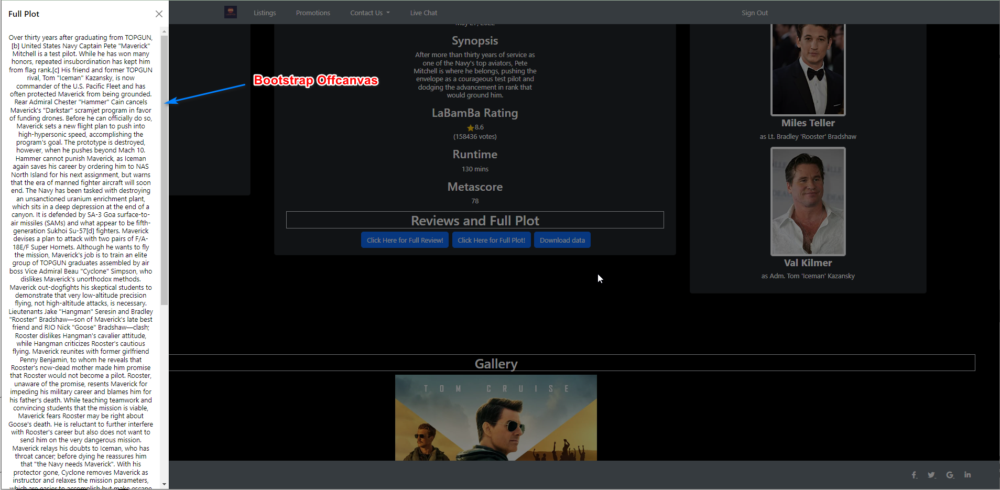 Full Plot
Over thirty years after graduating from TOPGUN,
[b] United States Navy Captain Pete "Maverick"
Mitchell is a test pilot. While he has won many
honors, repeated insubordination has kept him
from flag rank.[c] His friend and former TOPGUN
rival, Tom "Iceman" Kazansky, is now
commander of the U.S. Pacific Fleet and has
often protected Maverick from being grounded.
Rear Admiral Chester "Hammer" Cain cancels
Maverick's "Darkstar" scramjet program in favor
of funding drones. Before he can officially do so,
Maverick sets a new flight plan to push into
high-hypersonic speed, accomplishing the
program's goal. The prototype is destroyed,
however, when he pushes beyond Mach 10.
Hammer cannot punish Maverick, as Iceman
again saves his career by ordering him to NAS
North Island for his next assignment, but warns
that the era of manned fighter aircraft will soon
end. The Navy has been tasked with destroying
an unsanctioned uranium enrichment plant,
which sits in a deep depression at the end of a
canyon. It is defended by SA-3 Goa surface-to-
air missiles (SAMs) and what appear to be fifth-
generation Sukhoi Su-57[d] fighters. Maverick
devises a plan to attack with two pairs of F/A-
18E/F Super Hornets. Although he wants to fly
the mission, Maverick's job is to train an elite
group of TOPGUN graduates assembled by air
boss Vice Admiral Beau "Cyclone" Simpson, who
dislikes Maverick's unorthodox methods.
Maverick out-dogfights his skeptical students to
demonstrate that very low-altitude precision
flying, not high-altitude attacks, is necessary.
Lieutenants Jake "Hangman" Seresin and Bradley
"Rooster" Bradshaw—son of Maverick's late best
friend and RIO Nick "Goose" Bradshaw—clash;
Rooster dislikes Hangman's cavalier attitude,
while Hangman criticizes Rooster's cautious
flying. Maverick reunites with former girlfriend
Penny Benjamin, to whom he reveals that
Rooster's now-dead mother made him promise
that Rooster would not become a pilot. Rooster,
unaware of the promise, resents Maverick for
impeding his military career and blames him for
his father's death. While teaching teamwork and
convincing students that the mission is viable,
Maverick fears Rooster may be right about
Goose's death. He is reluctant to further interfere
with Rooster's career but also does not want to
send him on the very dangerous mission.
Maverick relays his doubts to Iceman, who has
throat cancer; before dying he reassures him
that "the Navy needs Maverick". With his
protector gone, Cyclone removes Maverick as
instructor and relaxes the mission parameters,
which are easier to accomplish but make escape
Bootstrap Offcanvas
Listings Promotions Contact Us Live Chat Sign Out
May 27, 2022
Synopsis
After more than thirty years of service as
one of the Navy's top aviators, Pete
Mitchell is where he belongs, pushing the
envelope as a courageous test pilot and
dodging the advancement in rank that
would ground him.
LaBamBa Rating
8.6
(158436 votes)
Runtime
130 mins
Metascore
78
Reviews and Full Plot
Click Here for Full Review! Click Here for Full Plot! Download data
Miles Teller
as Lt. Bradley 'Rooster' Bradshaw
Val Kilmer
as Adm. Tom 'Iceman' Kazansky
Gallery
TOM CRUISE